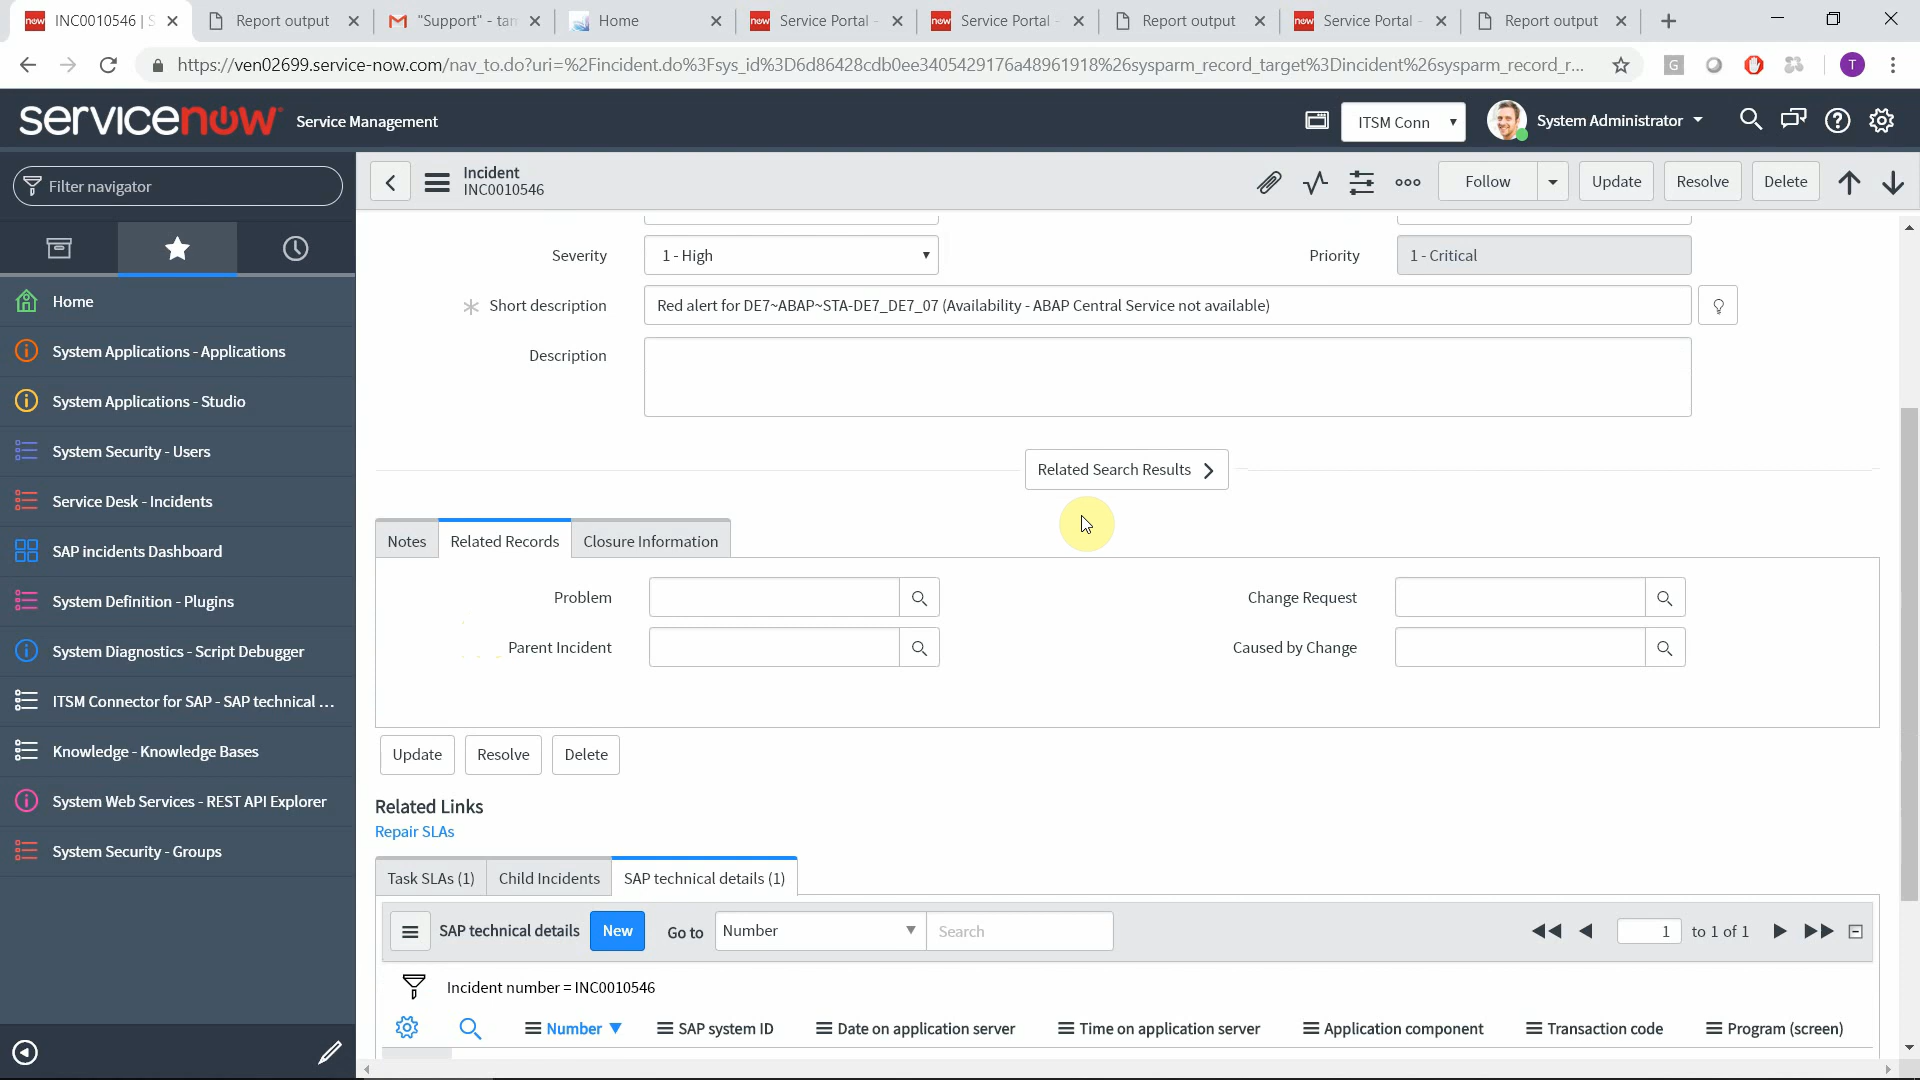 INC0010546 | S
Report output
"Support" - tam
Home
Service Portal -
Service Portal -
Report output
Service Portal -
Report output
https://ven02699.service-now.com/nav_to.do?uri=%2Fincident.do%3Fsys_id%3D6d86428cdb0ee3405429176a48961918%26sysparm_record_target%3Dincident%26sysparm_record_r...
G
T
servicenow Service Management
ITSM Conn
System Administrator
Filter navigator
Incident
INC0010546
Follow
Update
Resolve
Delete
Home
System Applications - Applications
System Applications - Studio
System Security - Users
Service Desk - Incidents
SAP incidents Dashboard
System Definition - Plugins
System Diagnostics - Script Debugger
ITSM Connector for SAP - SAP technical ...
Knowledge - Knowledge Bases
System Web Services - REST API Explorer
System Security - Groups
Severity
1 - High
Priority
1 - Critical
Short description
Red alert for DE7~ABAP~STA-DE7_DE7_07 (Availability - ABAP Central Service not available)
Description
Related Search Results
Notes
Related Records
Closure Information
Problem
Change Request
Parent Incident
Caused by Change
Update
Resolve
Delete
Related Links
Repair SLAs
Task SLAs (1)
Child Incidents
SAP technical details (1)
SAP technical details
New
Go to
Number
Search
1
to 1 of 1
Incident number = INC0010546
Number
SAP system ID
Date on application server
Time on application server
Application component
Transaction code
Program (screen)